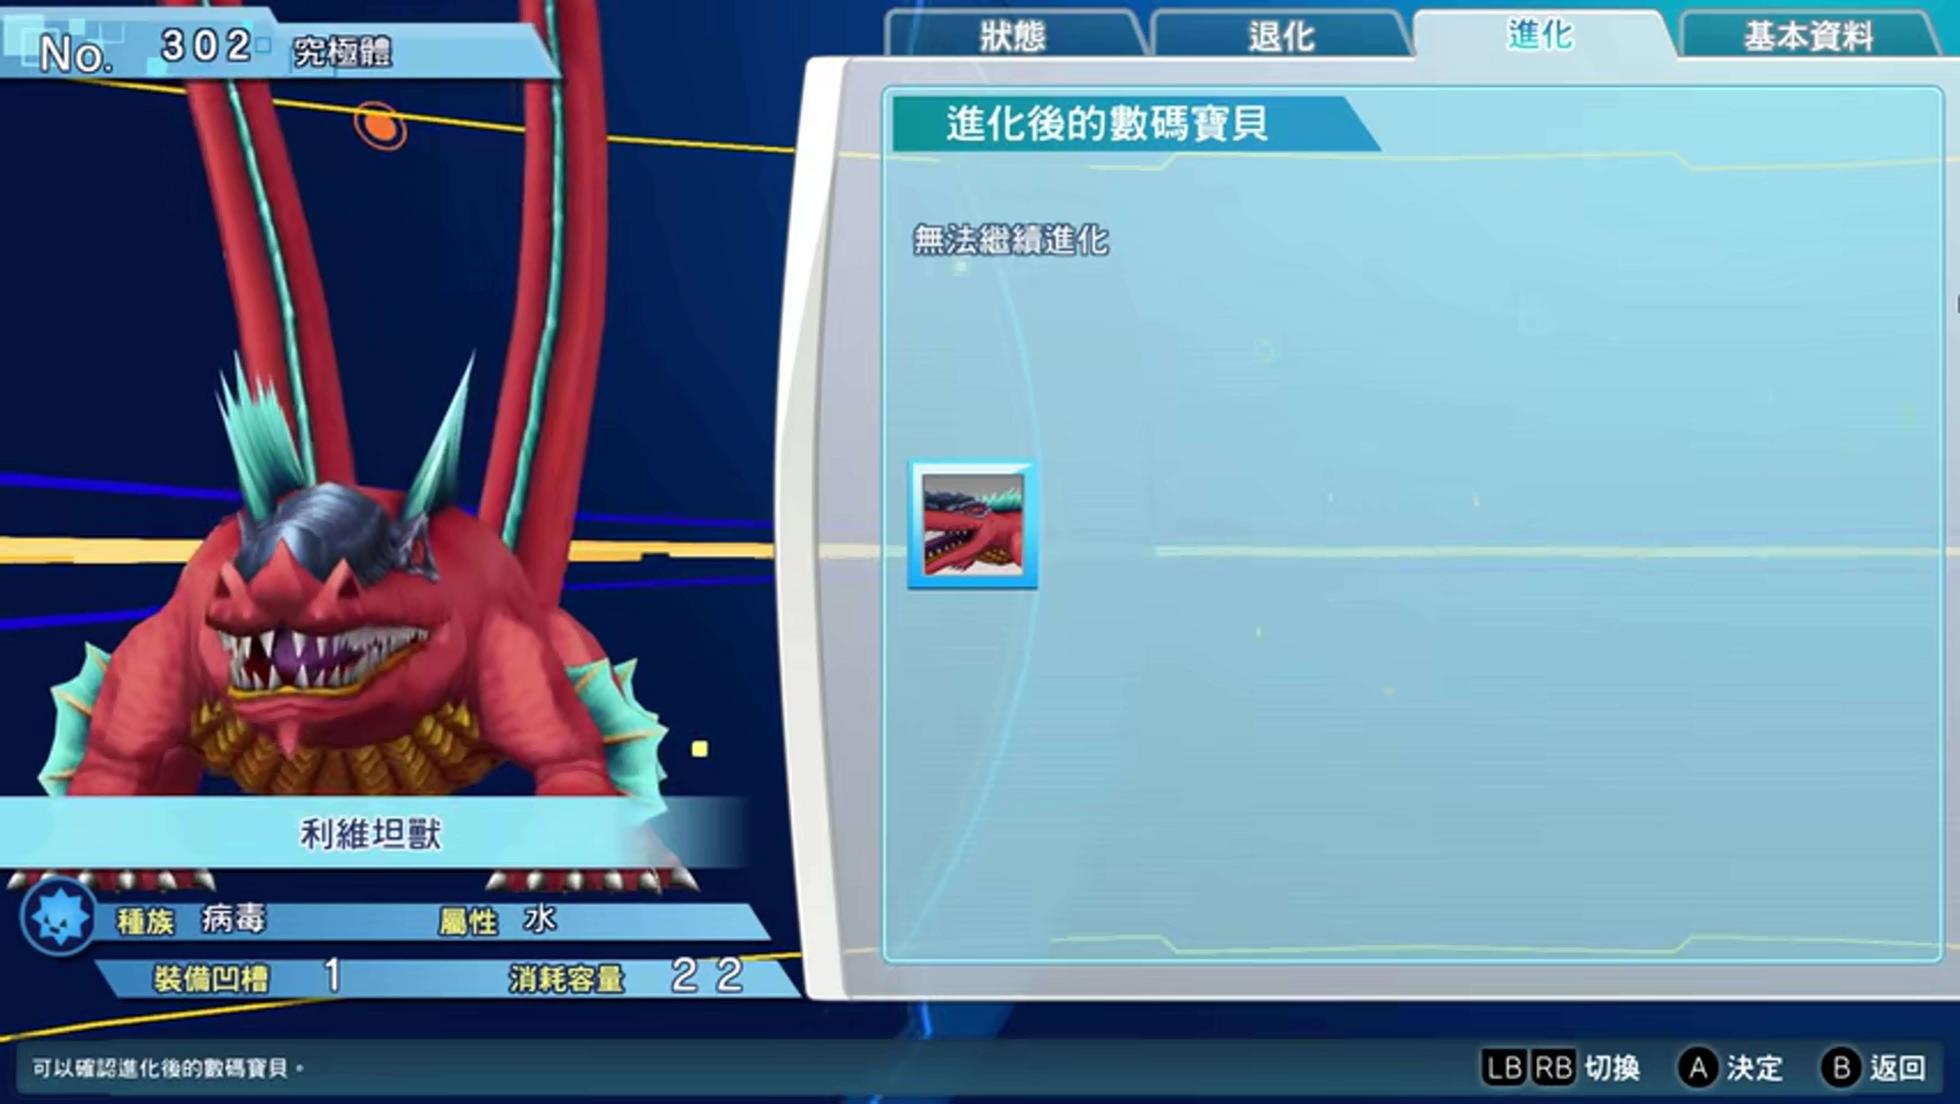 No. 302 究極體
狀態 退化 進化 基本資料
進化後的數碼寶貝
無法繼續進化
利維坦獸
種族 病毒 屬性 水
裝備凹槽 1 消耗容量 22
可以確認進化後的數碼寶貝。
LB RB 切換 A 決定 B 返回